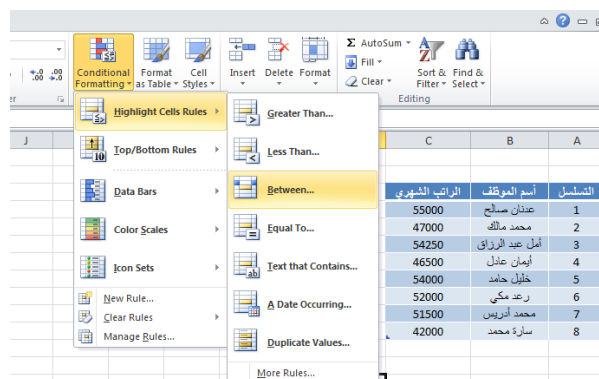 Conditional Formatting
Format as Table
Cell Styles
Insert
Delete
Format
AutoSum
Fill
Clear
Sort & Filter
Find & Select
Editing
Highlight Cells Rules
Top/Bottom Rules
Data Bars
Color Scales
Icon Sets
New Rule...
Clear Rules
Manage Rules...
Greater Than...
Less Than...
Between...
Equal To...
Text that Contains...
A Date Occurring...
Duplicate Values...
More Rules...
J C B A
التسلسل أسم الموظف الراتب الشهري
1 عدنان صالح 55000
2 محمد مالك 47000
3 أمل عبد الرزاق 54250
4 أيمان عادل 46500
5 خليل حامد 54000
6 رعد مكي 52000
7 محمد أدريس 51500
8 سارة محمد 42000